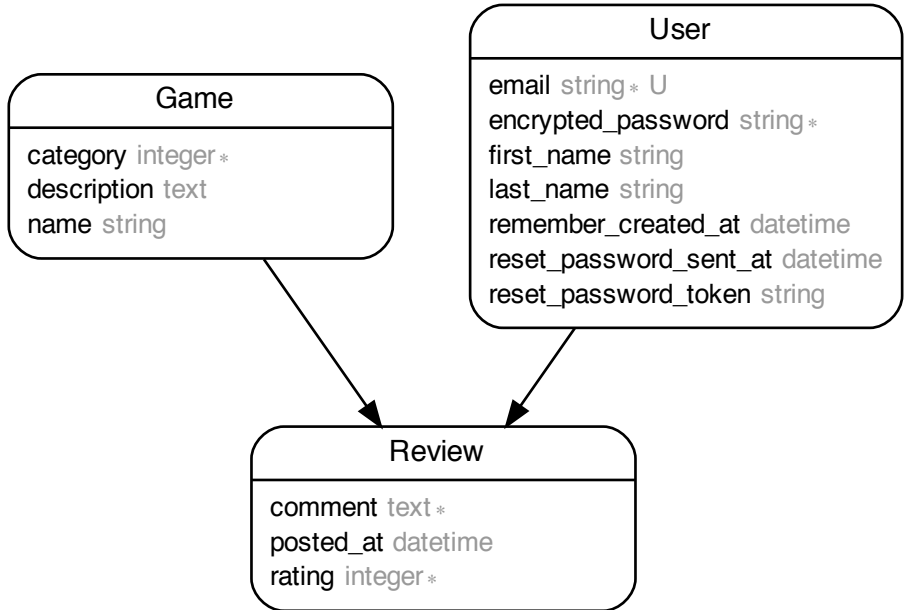 Game
category integer ∗
description text
name string
User
email string ∗ U
encrypted_password string ∗
first_name string
last_name string
remember_created_at datetime
reset_password_sent_at datetime
reset_password_token string
Review
comment text ∗
posted_at datetime
rating integer ∗